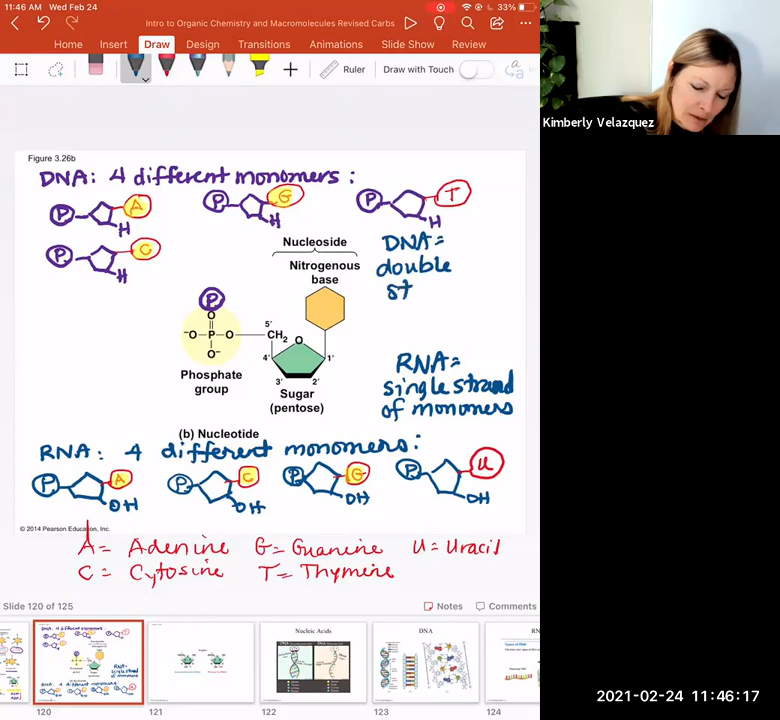 11:46 AM Wed Feb 24
33%
Intro to Organic Chemistry and Macromolecules Revised Carbs
Home Insert Draw Design Transitions Animations Slide Show Review
Ruler Draw with Touch
Kimberly Velazquez
Figure 3.26b
DNA: 4 different monomers:
P A H
P G H
P T H
P C H
DNA=
double
st
Nucleoside
Nitrogenous
base
P
O
⁻O P O
O⁻
5′
CH2 O
4′ 1′
3′ 2′
Phosphate
group
Sugar
(pentose)
RNA=
single strand
of monomers
(b) Nucleotide
RNA: 4 different monomers:
P A OH
P C OH
P G OH
P U OH
© 2014 Pearson Education, Inc.
A= Adenine G= Guanine U= Uracil
C= Cytosine T= Thymine
Slide 120 of 125
Notes Comments
Nucleic Acids
DNA
120 121 122 123 124
2021-02-24 11:46:17